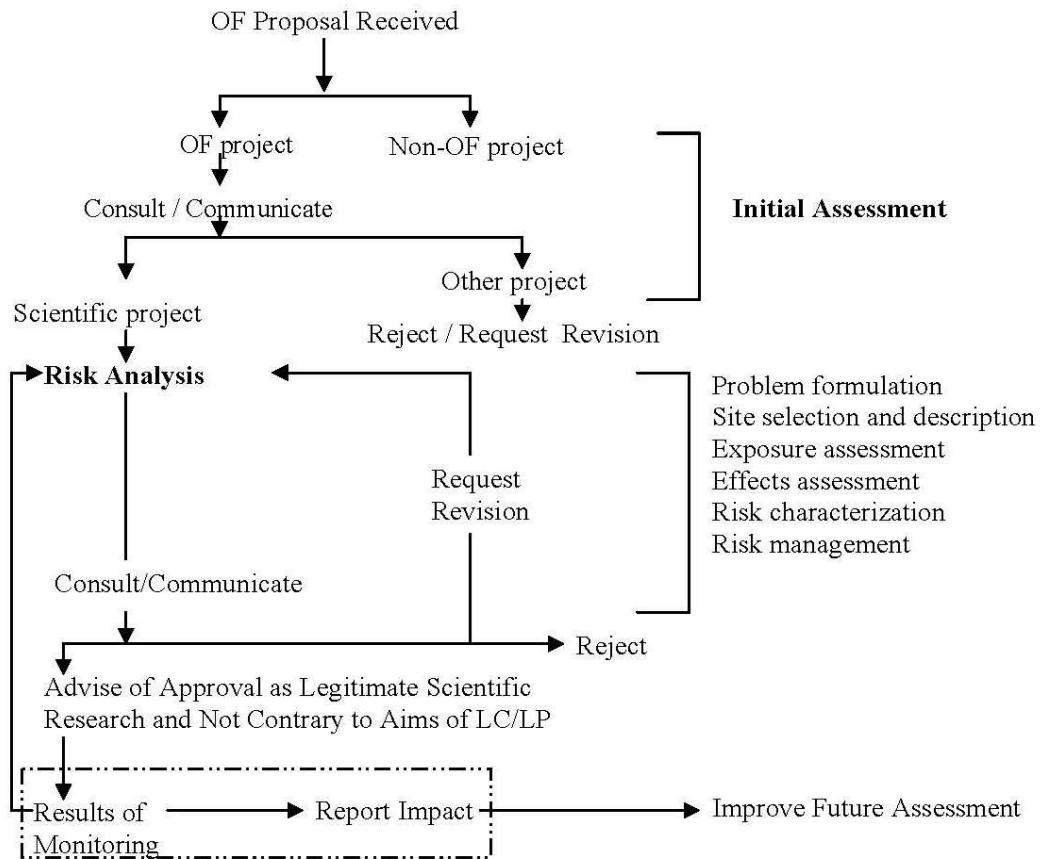 OF Proposal Received
OF project
Non-OF project
Consult / Communicate
Initial Assessment
Other project
Scientific project
Reject / Request Revision
Risk Analysis
Problem formulation
Site selection and description
Exposure assessment
Effects assessment
Risk characterization
Risk management
Request
Revision
Consult/Communicate
Reject
Advise of Approval as Legitimate Scientific
Research and Not Contrary to Aims of LC/LP
Results of
Monitoring
Report Impact
Improve Future Assessment